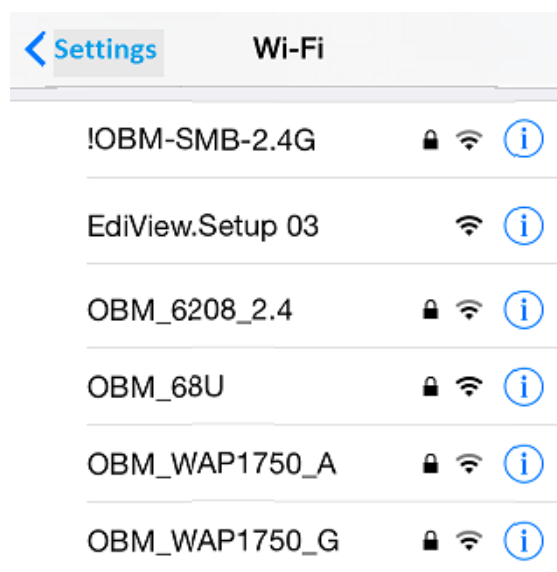 Settings Wi-Fi
!OBM-SMB-2.4G
EdiView.Setup 03
OBM_6208_2.4
OBM_68U
OBM_WAP1750_A
OBM_WAP1750_G